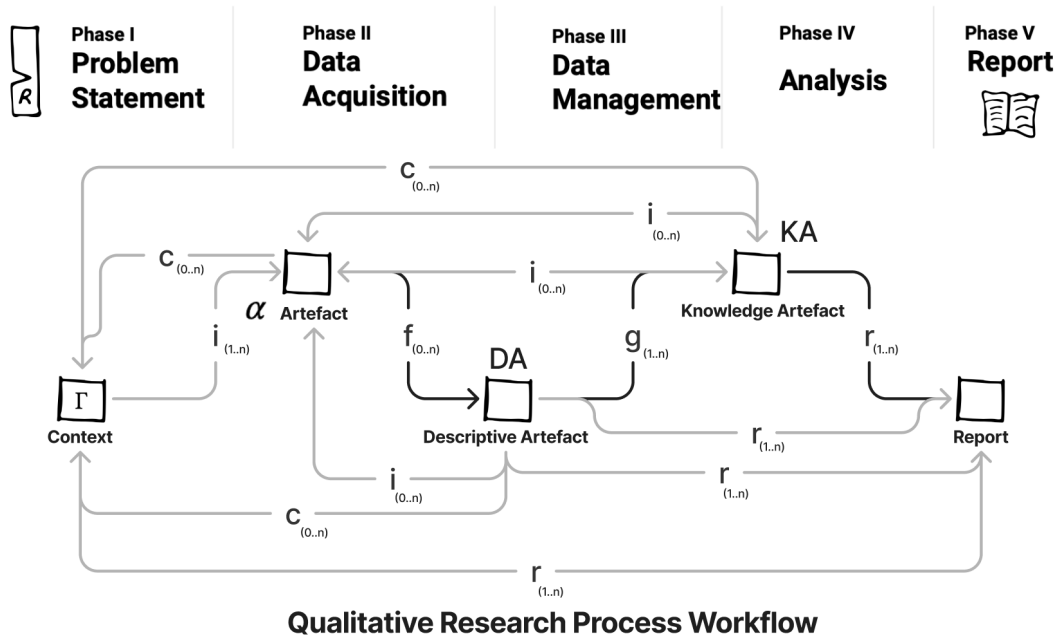 R
Phase I
Problem
Statement
Phase II
Data
Acquisition
Phase III
Data
Management
Phase IV
Analysis
Phase V
Report
c (0..n)
i (0..n)
KA
c (0..n)
i (0..n)
α Artefact
Knowledge Artefact
i (1..n)
f (0..n)
g (1..n)
r (1..n)
DA
Γ
Context
Descriptive Artefact
r (1..n)
Report
i (0..n)
r (1..n)
c (0..n)
r (1..n)
Qualitative Research Process Workflow